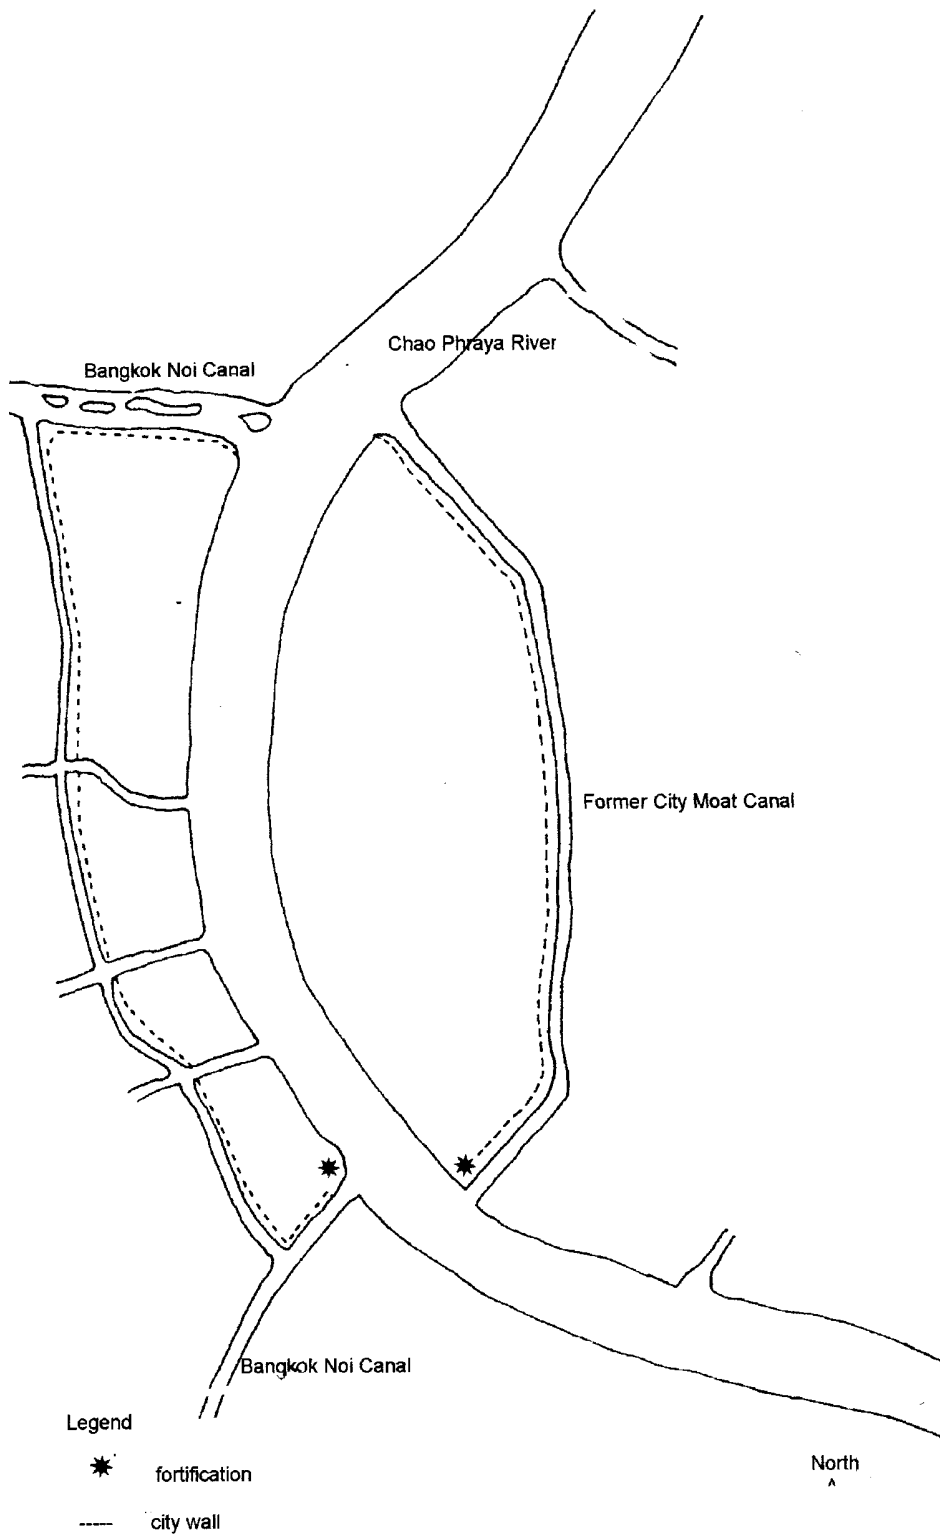 Chao Phraya River
Bangkok Noi Canal
Former City Moat Canal
Bangkok Noi Canal
Legend
fortification
city wall
North